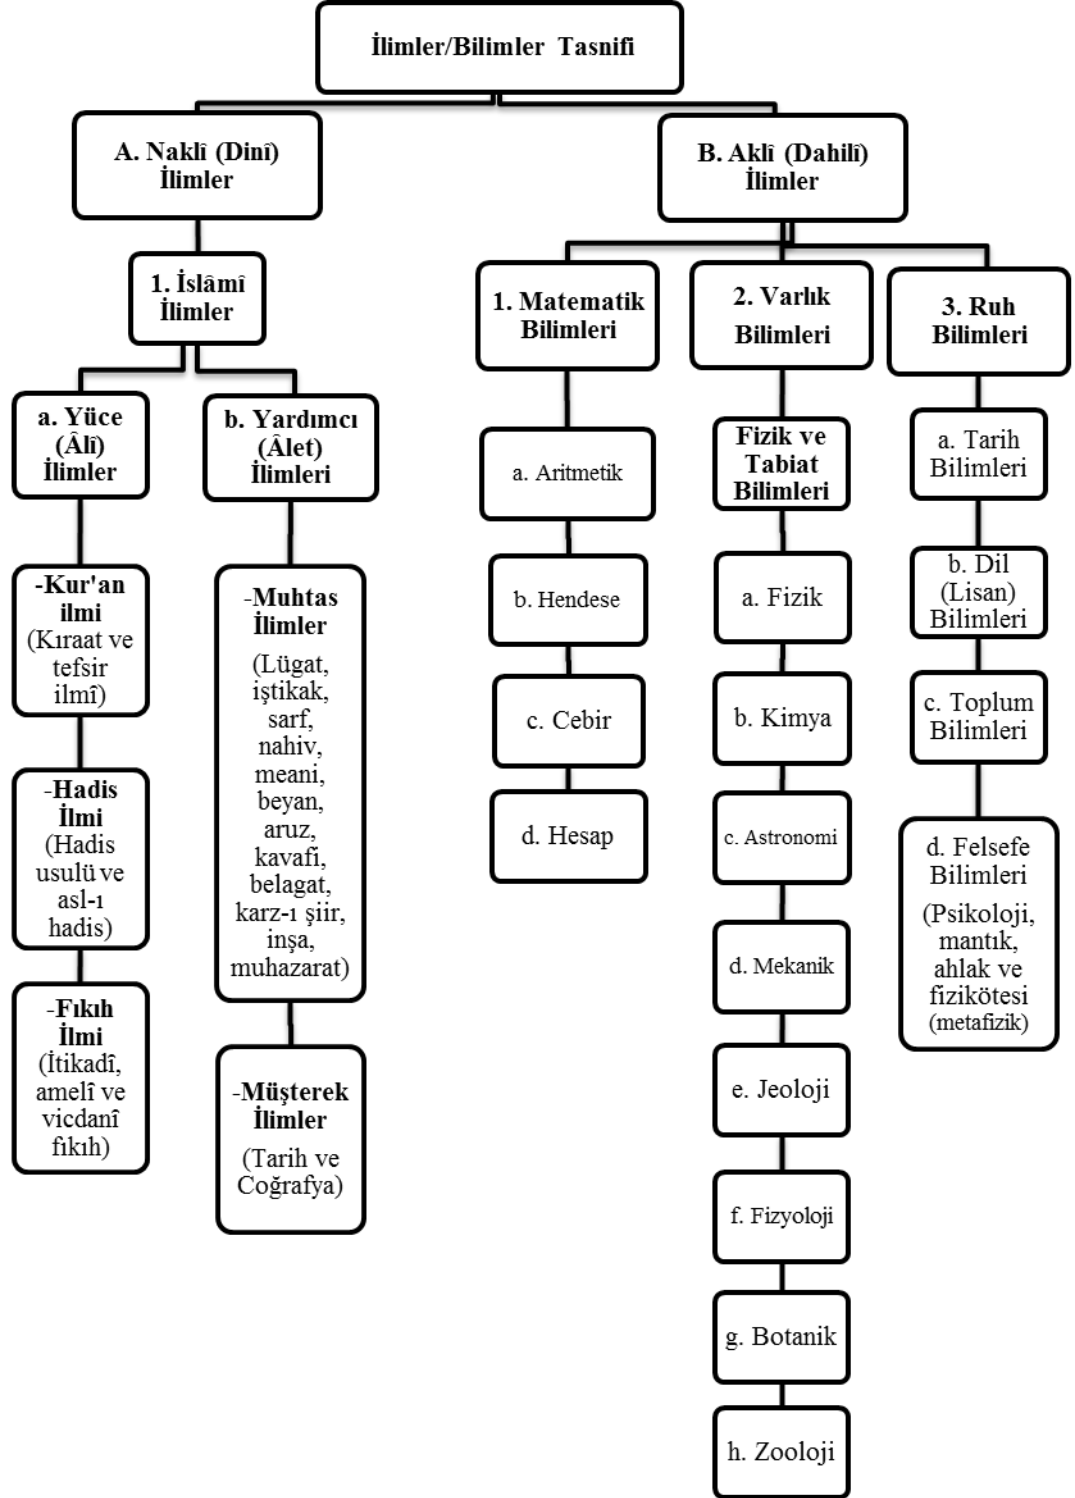 İlimler/Bilimler Tasnifi
A. Naklî (Dinî)
İlimler
1. İslâmî
İlimler
a. Yüce
(Âlî)
İlimler
-Kur'an
ilmi
(Kıraat ve
tefsir
ilmî)
-Hadis
İlmi
(Hadis
usulü ve
asl-ı
hadis)
-Fıkıh
İlmi
(İtikadî,
amelî ve
vicdanî
fıkıh)
b. Yardımcı
(Âlet)
İlimleri
-Muhtas
İlimler
(Lügat,
iştikak,
sarf,
nahiv,
meani,
beyan,
aruz,
kavafi,
belagat,
karz-ı şiir,
inşa,
muhazarat)
-Müşterek
İlimler
(Tarih ve
Coğrafya)
B. Aklî (Dahilî)
İlimler
1. Matematik
Bilimleri
a. Aritmetik
b. Hendese
c. Cebir
d. Hesap
2. Varlık
Bilimleri
Fizik ve
Tabiat
Bilimleri
a. Fizik
b. Kimya
c. Astronomi
d. Mekanik
e. Jeoloji
f. Fizyoloji
g. Botanik
h. Zooloji
3. Ruh
Bilimleri
a. Tarih
Bilimleri
b. Dil
(Lisan)
Bilimleri
c. Toplum
Bilimleri
d. Felsefe
Bilimleri
(Psikoloji,
mantık,
ahlak ve
fizikötesi
(metafizik)